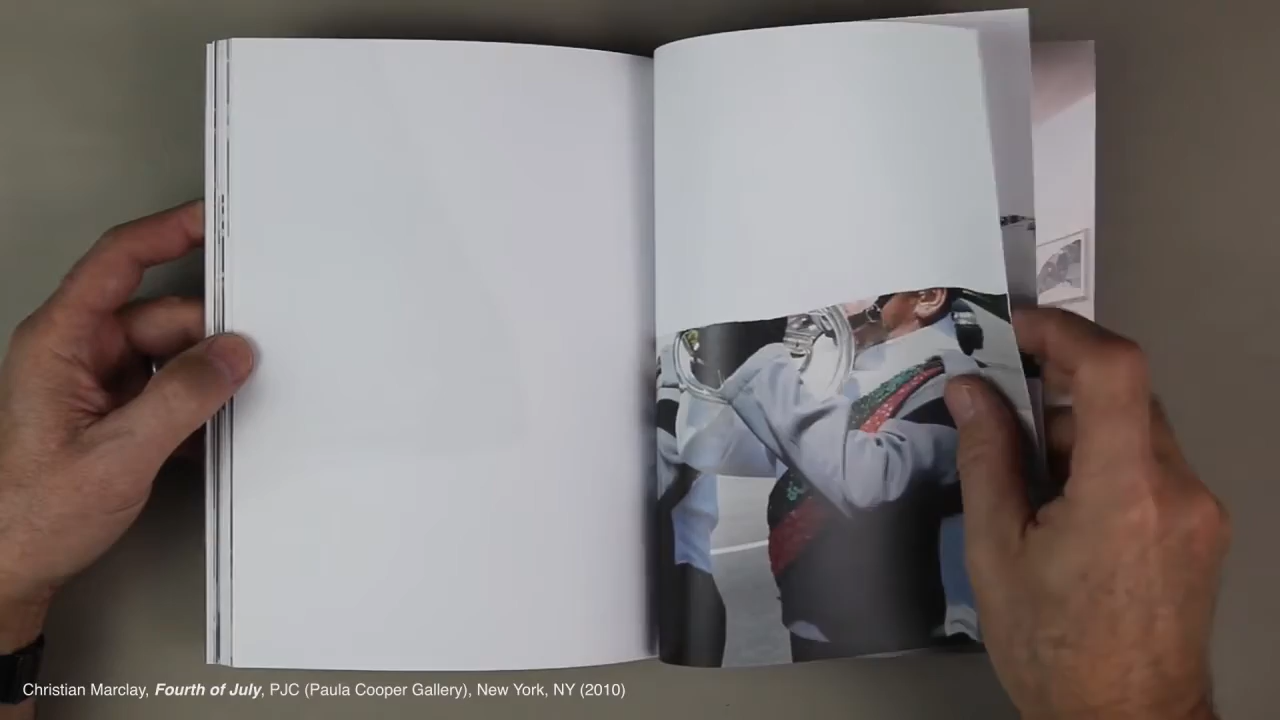 Christian Marclay, Fourth of July, PJC (Paula Cooper Gallery), New York, NY (2010)